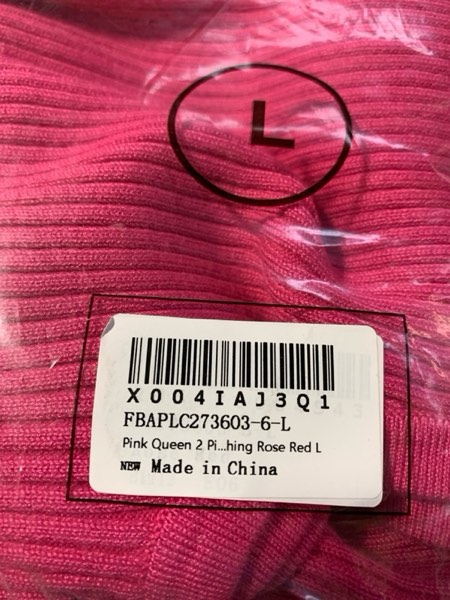 L
X004IAJ3Q1
FBAPLC273603-6-L
Pink Queen 2 Pi...hing Rose Red L
NEW Made in China